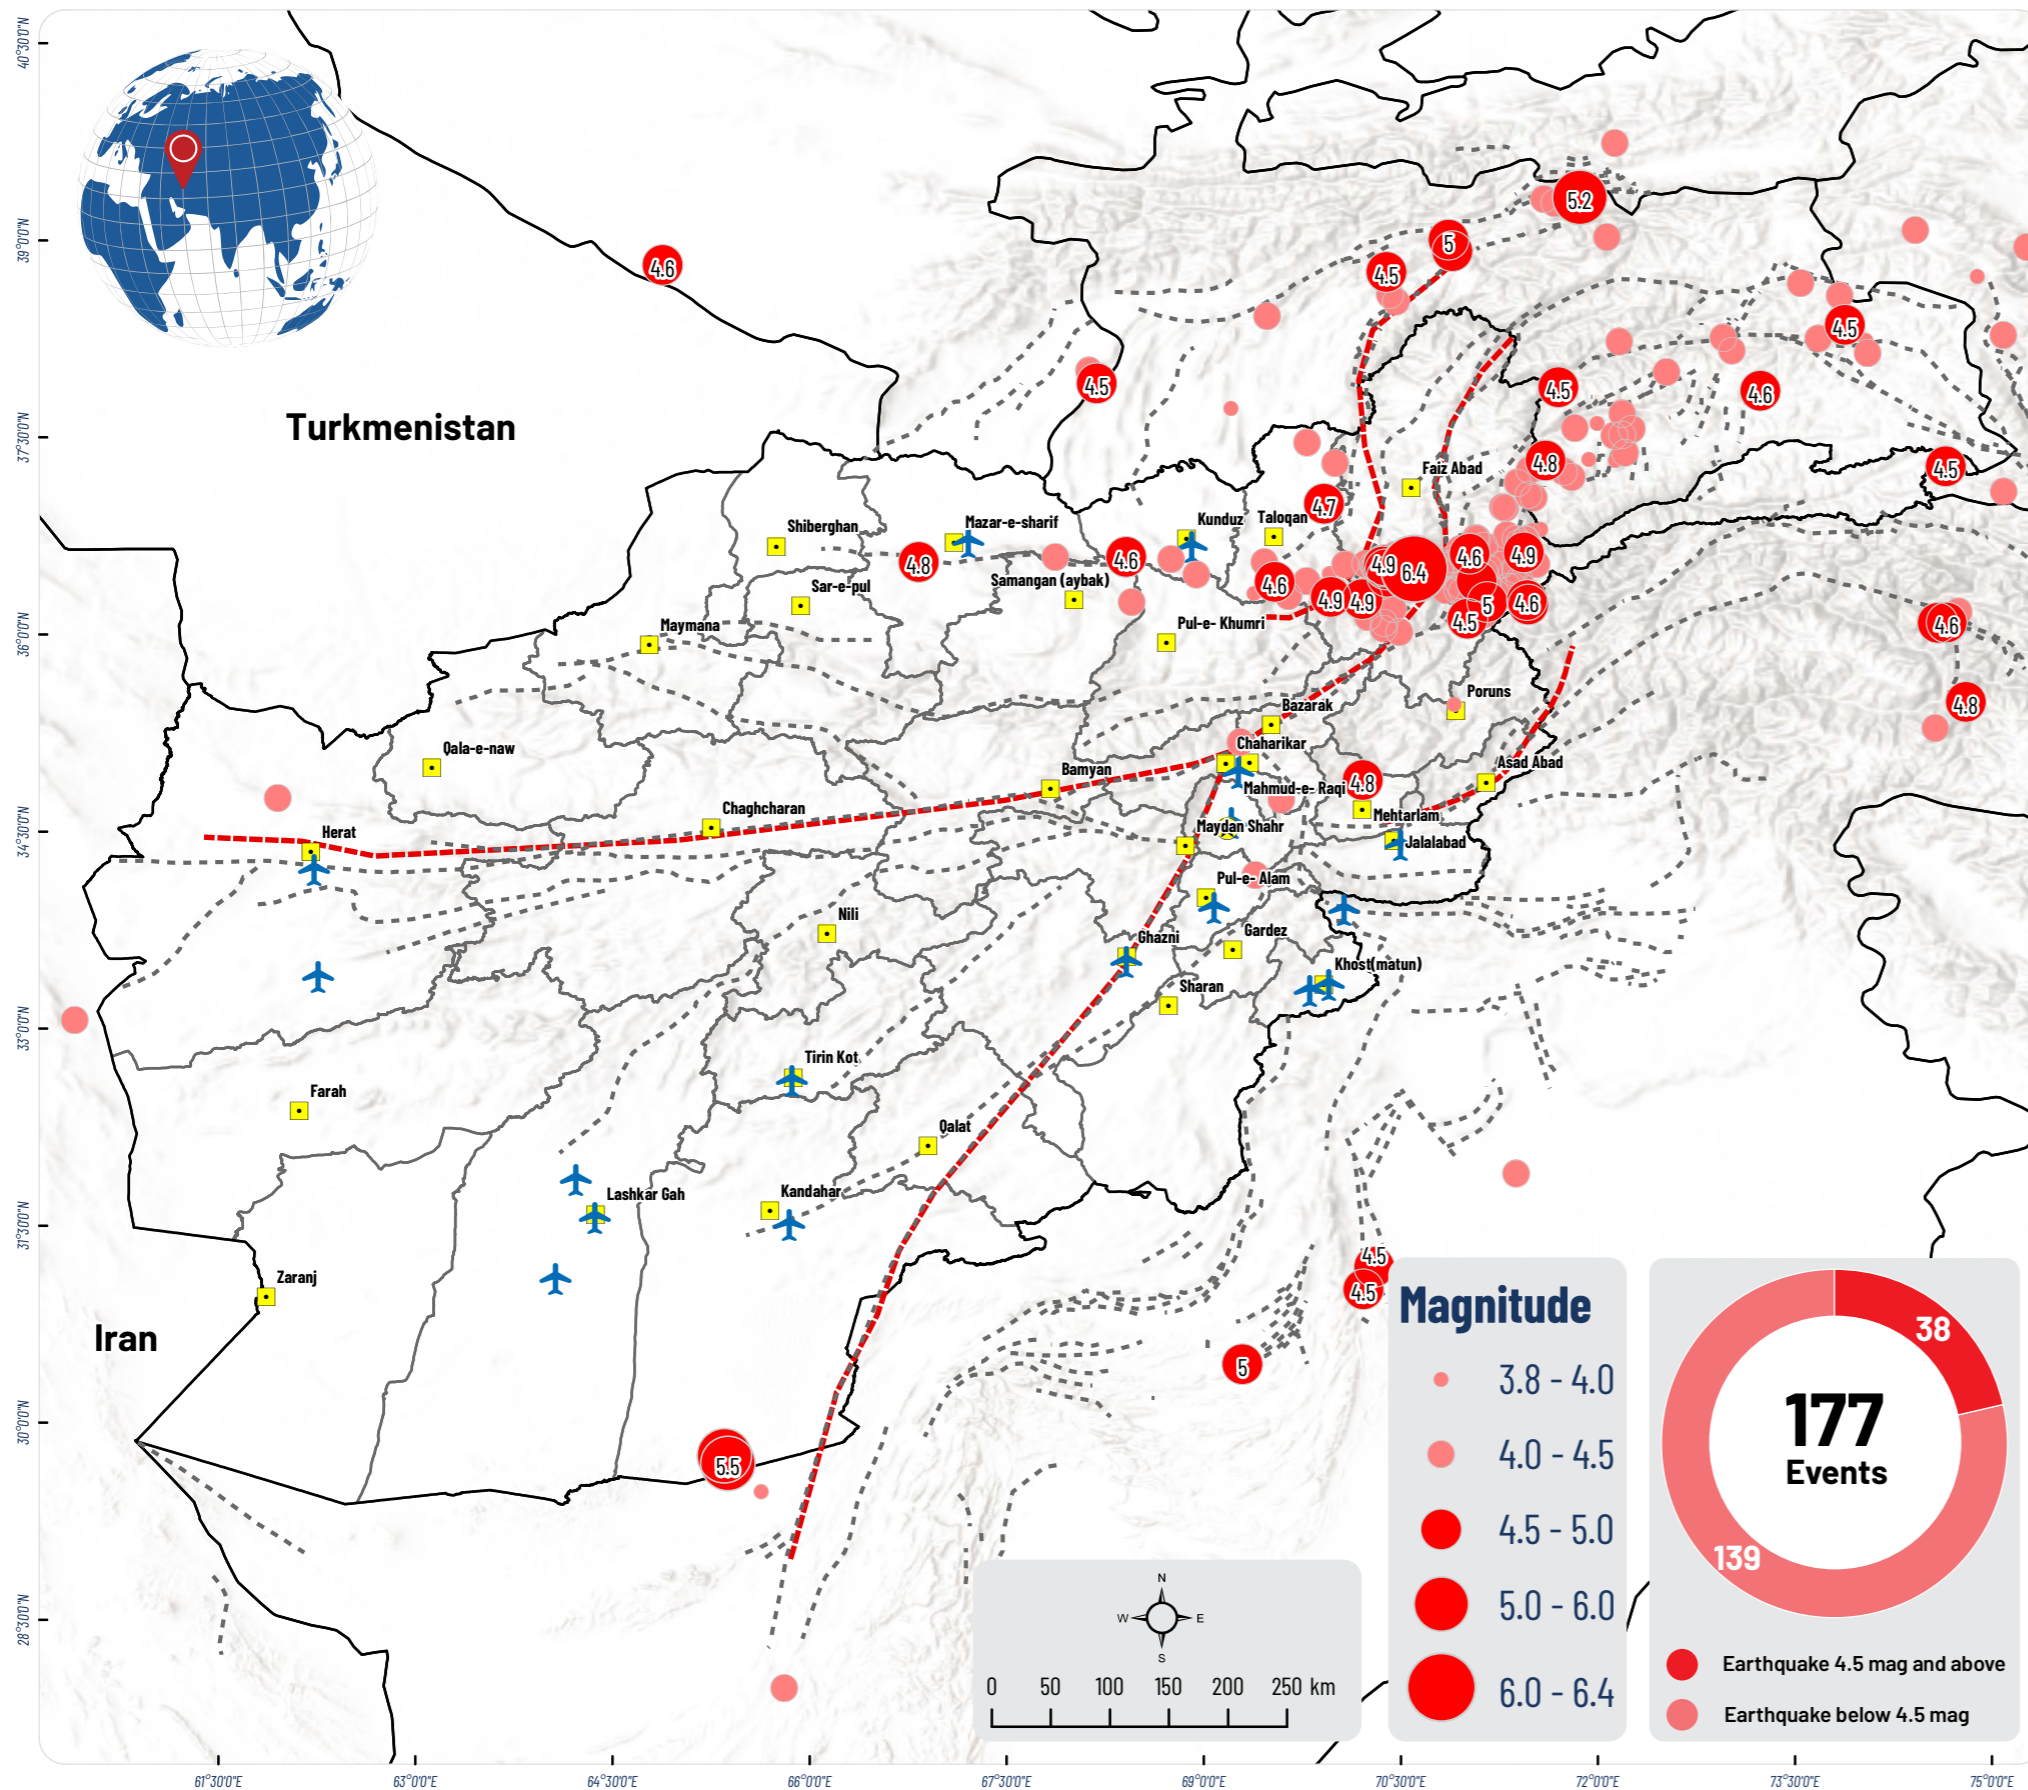 40°30'0"N
39°0'0"N
37°30'0"N
36°0'0"N
34°30'0"N
33°0'0"N
31°30'0"N
30°0'0"N
28°30'0"N
5.2
5
4.5
4.6
4.5
4.5
4.5
4.6
Turkmenistan
4.8
4.5
Faiz Abad
4.7
Shiberghan
Mazar-e-sharif
Kunduz
Taloqan
4.8
4.6
4.9
6.4
4.6
4.9
Samangan (aybak)
Sar-e-pul
4.6
4.9
4.9
5
4.6
4.5
4.6
Maymana
Pul-e- Khumri
Poruns
4.8
Bazarak
Qala-e-naw
Chaharikar
Bamyan
Asad Abad
4.8
Mahmud-e- Raqi
Chaghcharan
Mehtarlam
Herat
Maydan Shahr
Jalalabad
Pul-e- Alam
Nili
Gardez
Ghazni
Khost(matun)
Sharan
Tirin Kot
Farah
Qalat
Lashkar Gah
Kandahar
4.5
Zaranj
4.5
Iran
5
5.5
Magnitude
3.8 - 4.0
4.0 - 4.5
4.5 - 5.0
5.0 - 6.0
6.0 - 6.4
38
177
Events
139
Earthquake 4.5 mag and above
Earthquake below 4.5 mag
N
W
E
S
0 50 100 150 200 250 km
61°30'0"E 63°0'0"E 64°30'0"E 66°0'0"E 67°30'0"E 69°0'0"E 70°30'0"E 72°0'0"E 73°30'0"E 75°0'0"E